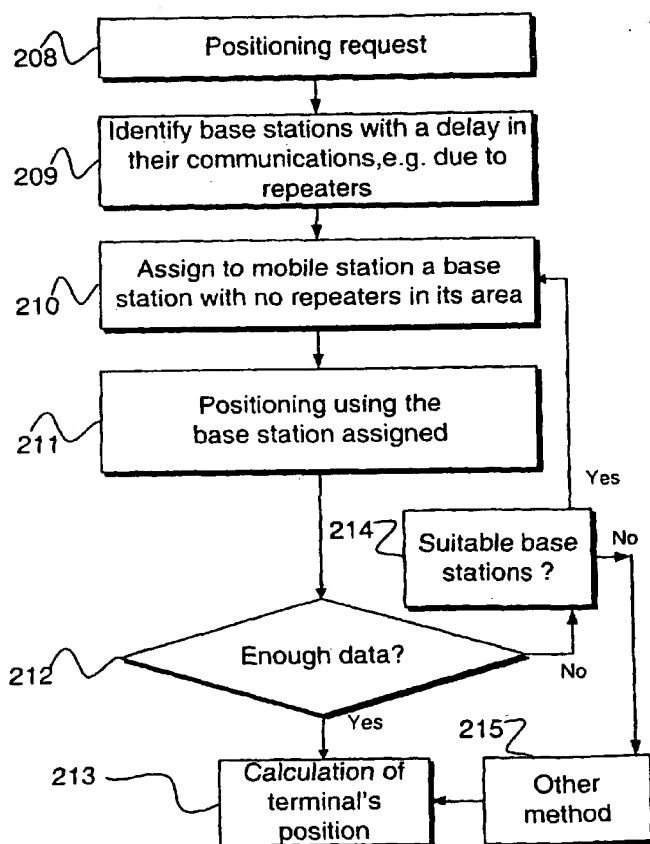 208
Positioning request
209
Identify base stations with a delay in
their communications,e.g. due to
repeaters
210
Assign to mobile station a base
station with no repeaters in its area
211
Positioning using the
base station assigned
Yes
214
Suitable base
stations ?
No
212
Enough data?
No
Yes
213
Calculation of
terminal's
position
215
Other
method